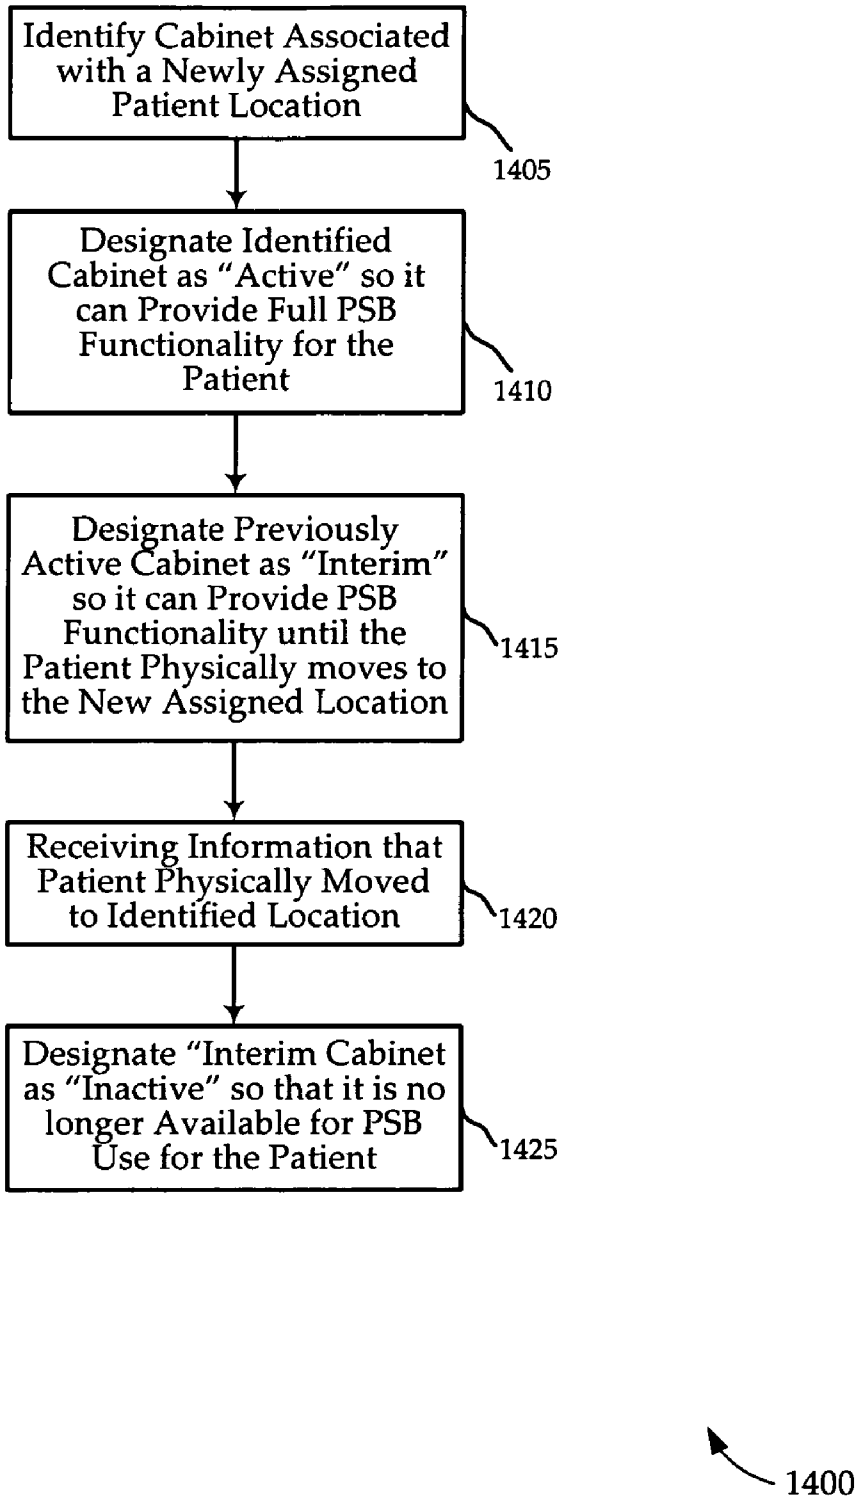 Identify Cabinet Associated
with a Newly Assigned
Patient Location
1405
Designate Identified
Cabinet as “Active” so it
can Provide Full PSB
Functionality for the
Patient
1410
Designate Previously
Active Cabinet as “Interim”
so it can Provide PSB
Functionality until the
Patient Physically moves to
the New Assigned Location
1415
Receiving Information that
Patient Physically Moved
to Identified Location
1420
Designate “Interim Cabinet
as “Inactive” so that it is no
longer Available for PSB
Use for the Patient
1425
1400